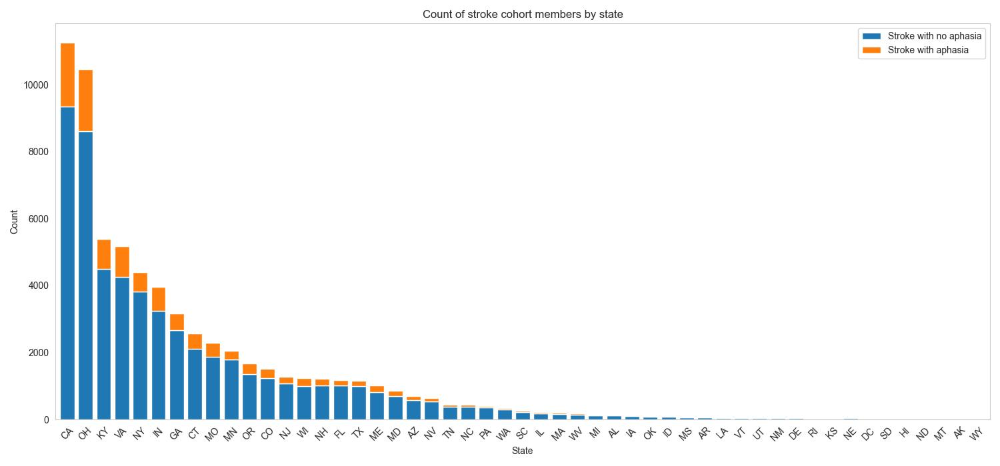 Count of stroke cohort members by state
Stroke with no aphasia
Stroke with aphasia
10000
8000
6000
4000
2000
0
Count
CA OH KY VA NY IN GA CT MO MN OR CO NJ WI NH FL TX ME MD AZ NV TN NC PA WA SC IL MA WV MI AL IA OK ID MS AR LA VT UT NM DE RI KS NE DC SD HI ND MT AK WY
State